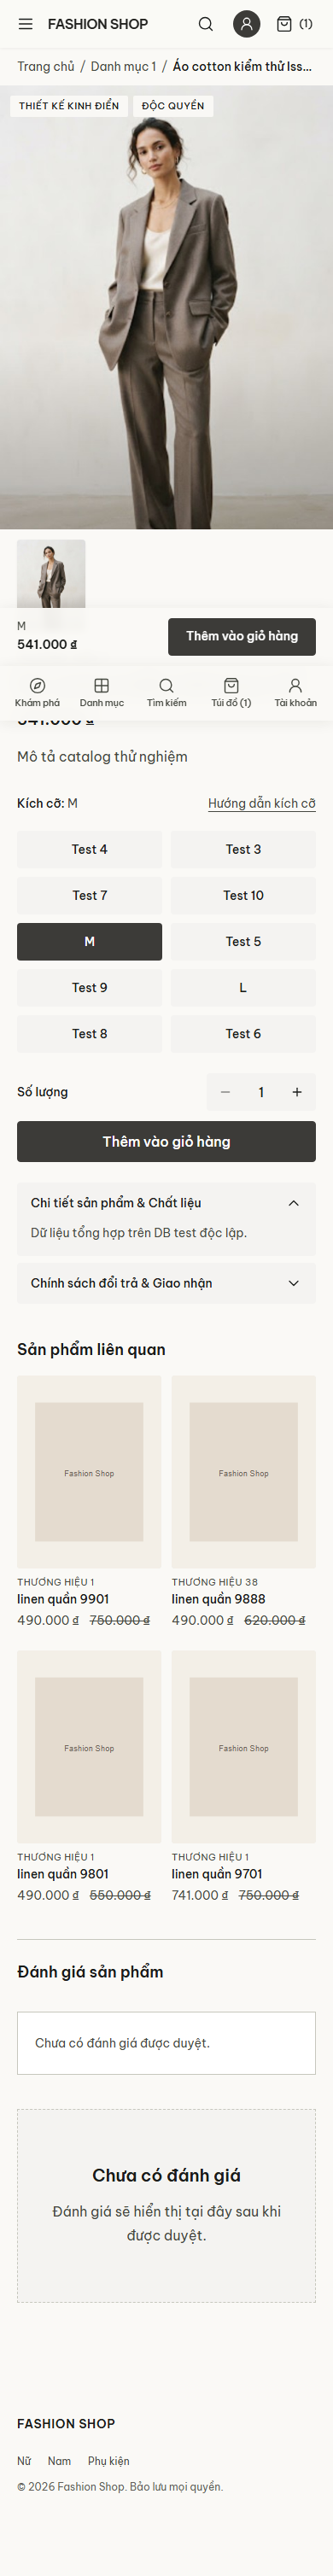 FASHION SHOP (1)
Trang chủ / Danh mục 1 / Áo cotton kiểm thử Iss...
THIẾT KẾ KINH ĐIỂN ĐỘC QUYỀN
M
541.000 ₫
Thêm vào giỏ hàng
Khám phá Danh mục Tìm kiếm Túi đồ (1) Tài khoản
541.000 ₫
Mô tả catalog thử nghiệm
Kích cỡ: M Hướng dẫn kích cỡ
Test 4 Test 3
Test 7 Test 10
M Test 5
Test 9 L
Test 8 Test 6
Số lượng − 1 +
Thêm vào giỏ hàng
Chi tiết sản phẩm & Chất liệu
Dữ liệu tổng hợp trên DB test độc lập.
Chính sách đổi trả & Giao nhận
Sản phẩm liên quan
Fashion Shop Fashion Shop
THƯƠNG HIỆU 1 THƯƠNG HIỆU 38
linen quần 9901 linen quần 9888
490.000 ₫ 750.000 ₫ 490.000 ₫ 620.000 ₫
Fashion Shop Fashion Shop
THƯƠNG HIỆU 1 THƯƠNG HIỆU 1
linen quần 9801 linen quần 9701
490.000 ₫ 550.000 ₫ 741.000 ₫ 750.000 ₫
Đánh giá sản phẩm
Chưa có đánh giá được duyệt.
Chưa có đánh giá
Đánh giá sẽ hiển thị tại đây sau khi
được duyệt.
FASHION SHOP
Nữ Nam Phụ kiện
© 2026 Fashion Shop. Bảo lưu mọi quyền.